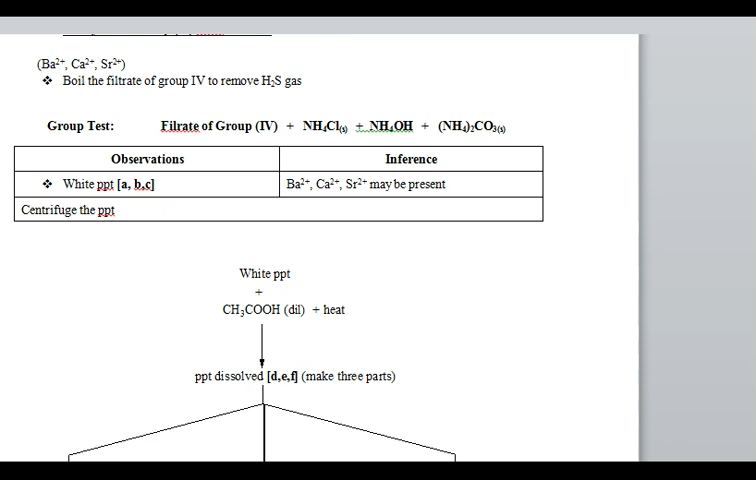 (Ba²⁺, Ca²⁺, Sr²⁺)
❖ Boil the filtrate of group IV to remove H₂S gas
Group Test: Filrate of Group (IV) + NH₄Cl₍ₛ₎ + NH₄OH + (NH₄)₂CO₃₍ₛ₎
Observations Inference
❖ White ppt [a, b,c] Ba²⁺, Ca²⁺, Sr²⁺ may be present
Centrifuge the ppt
White ppt
+
CH₃COOH (dil) + heat
ppt dissolved [d,e,f] (make three parts)